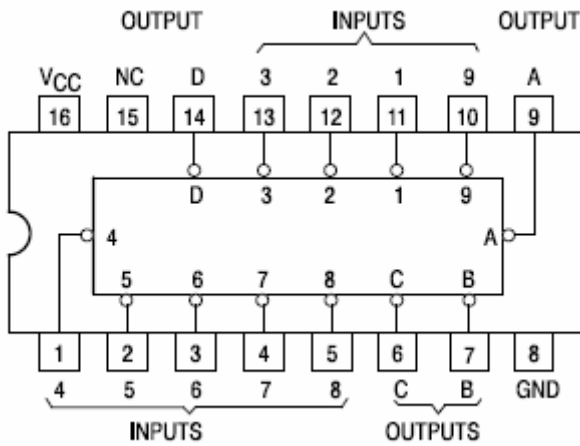 OUTPUT INPUTS OUTPUT
VCC NC D 3 2 1 9 A
16 15 14 13 12 11 10 9
D 3 2 1 9
4 A
5 6 7 8 C B
1 2 3 4 5 6 7 8
4 5 6 7 8 C B GND
INPUTS OUTPUTS